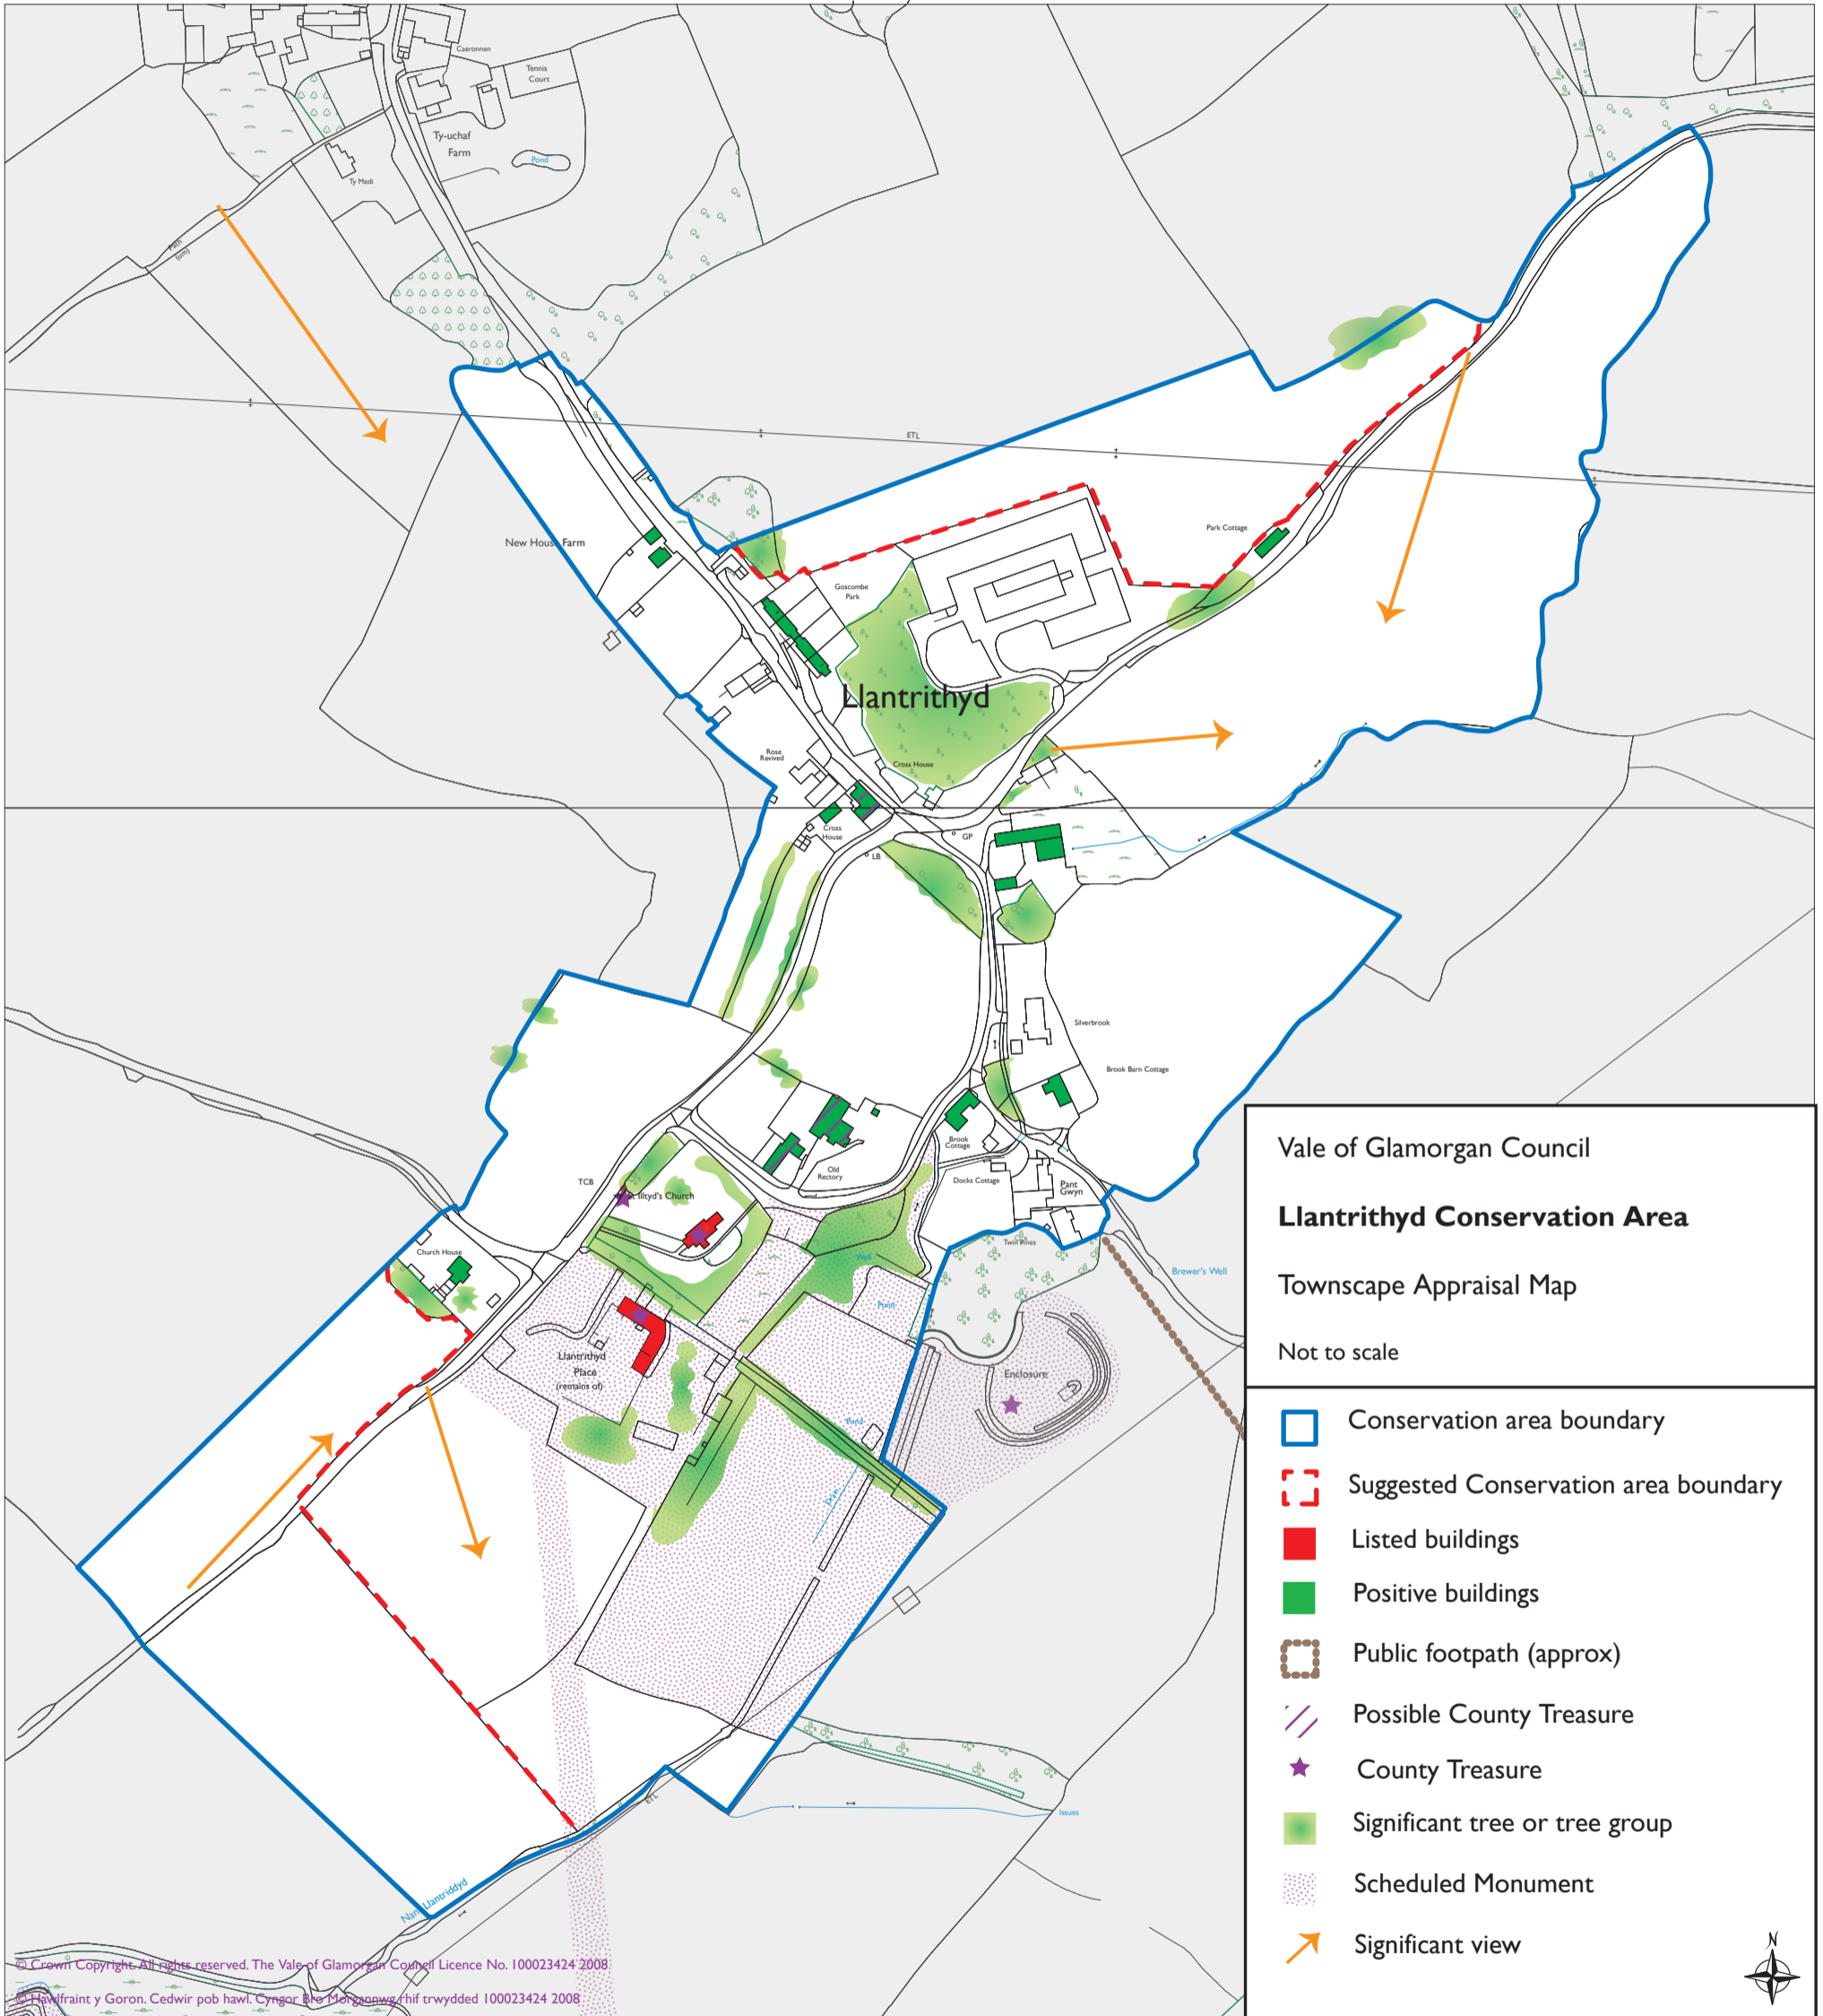 Caeronnen
Tennis
Court
Ty-uchaf
Farm
Pond
Ty Medi
Path
(um)
ETL
New House Farm
Park Cottage
Goscombe
Park
Llantrithyd
Rose
Revived
Cross House
Cross
House
GP
LB
Silverbrook
Brook Barn Cottage
Brook
Cottage
Old
Rectory
Docks Cottage
Pant
Gwyn
TCB
Illtyd's Church
Church House
Twin Pines
Well
Brewer's Well
Pond
Llantrithyd
Place
(remains of)
Enclosure
Pond
Drain
ETL
Issues
Nant Llantriddyd
Vale of Glamorgan Council
Llantrithyd Conservation Area
Townscape Appraisal Map
Not to scale
Conservation area boundary
Suggested Conservation area boundary
Listed buildings
Positive buildings
Public footpath (approx)
Possible County Treasure
County Treasure
Significant tree or tree group
Scheduled Monument
Significant view
N
© Crown Copyright. All rights reserved. The Vale of Glamorgan Council Licence No. 100023424 2008
© Hawlfraint y Goron. Cedwir pob hawl. Cyngor Bro Morgannwg rhif trwydded 100023424 2008